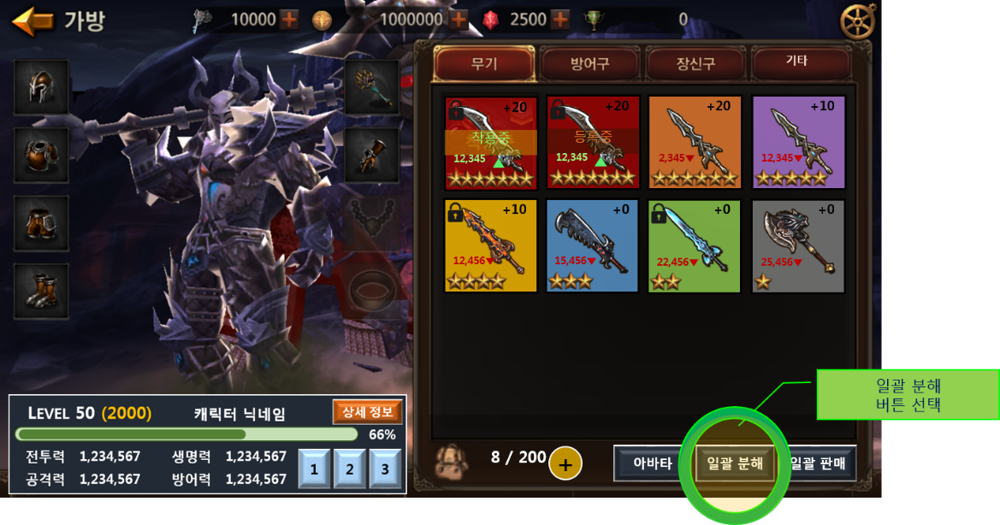 가방
10000
1000000
2500
0
무기
방어구
장신구
기타
+20
착용중
12,345
+20
등록중
12,345
+20
2,345
+10
12,345
+10
12,456
+0
15,456
+0
22,456
+0
25,456
일괄 분해
버튼 선택
LEVEL 50 (2000)
캐릭터 닉네임
상세 정보
66%
전투력 1,234,567
생명력 1,234,567
공격력 1,234,567
방어력 1,234,567
1
2
3
8 / 200
+
아바타
일괄 분해
일괄 판매